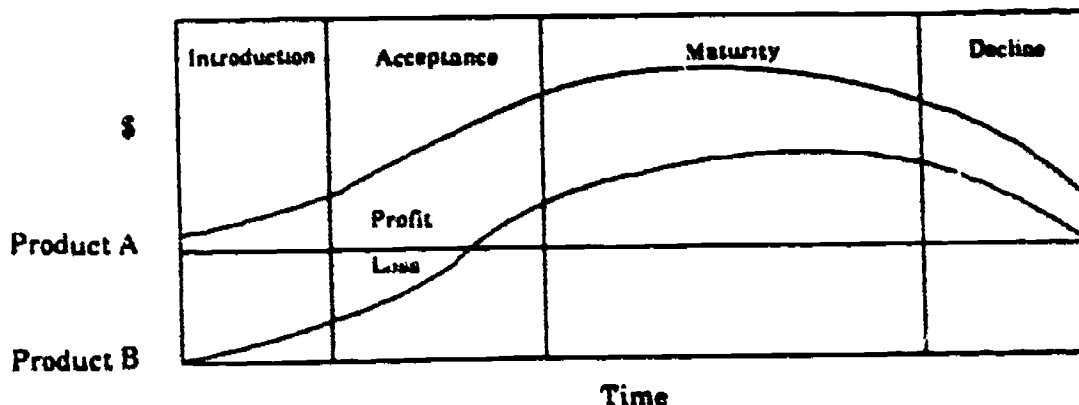 Introduction Acceptance Maturity Decline
$
Profit
Product A
Loss
Product B
Time